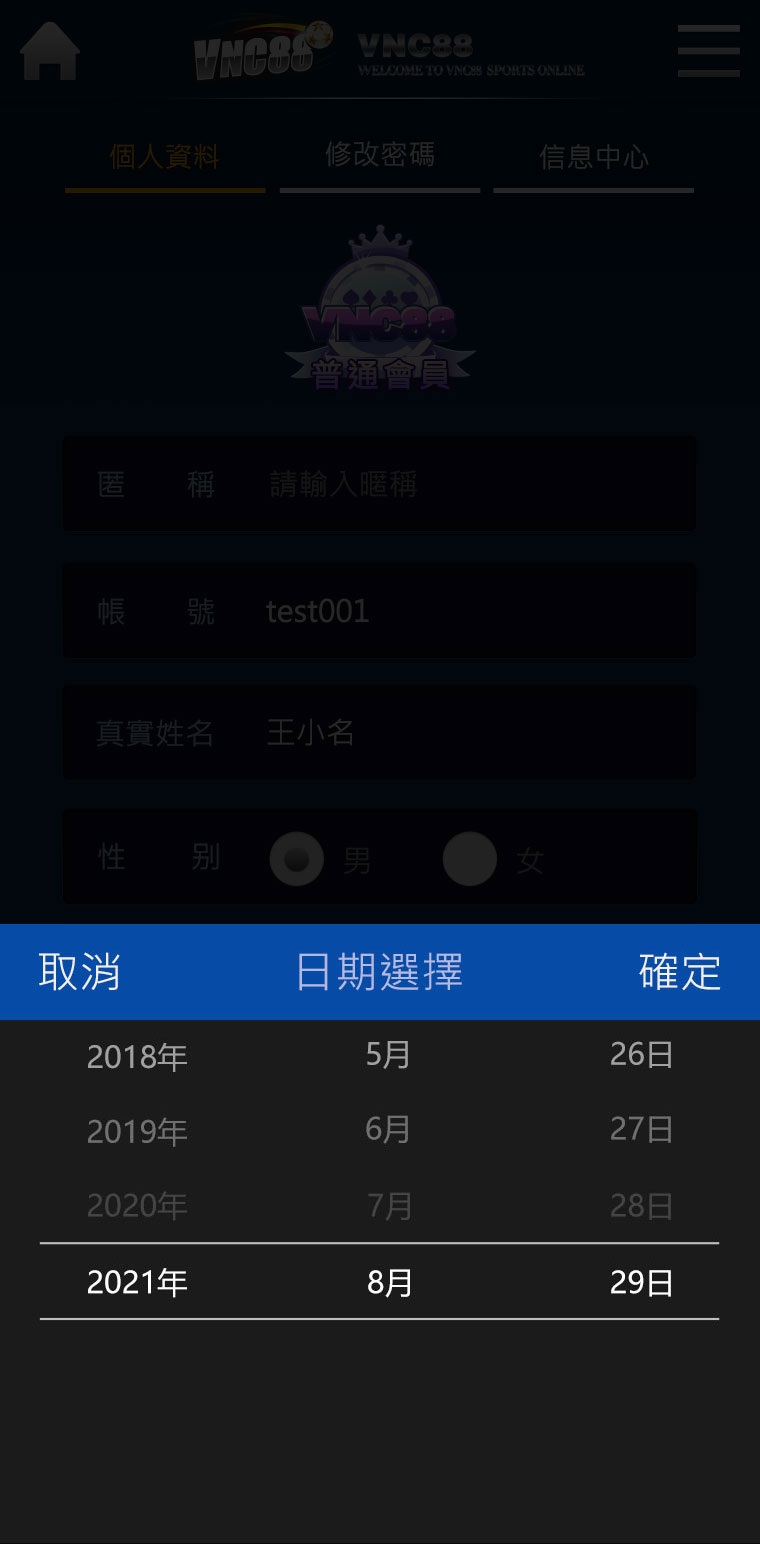 VNC88 VNC88
WELCOME TO VNC88 SPORTS ONLINE
個人資料 修改密碼 信息中心
VNC88
普通會員
匿 稱 請輸入暱稱
帳 號 test001
真實姓名 王小名
性 别 男 女
取消 日期選擇 確定
2018年 5月 26日
2019年 6月 27日
2020年 7月 28日
2021年 8月 29日